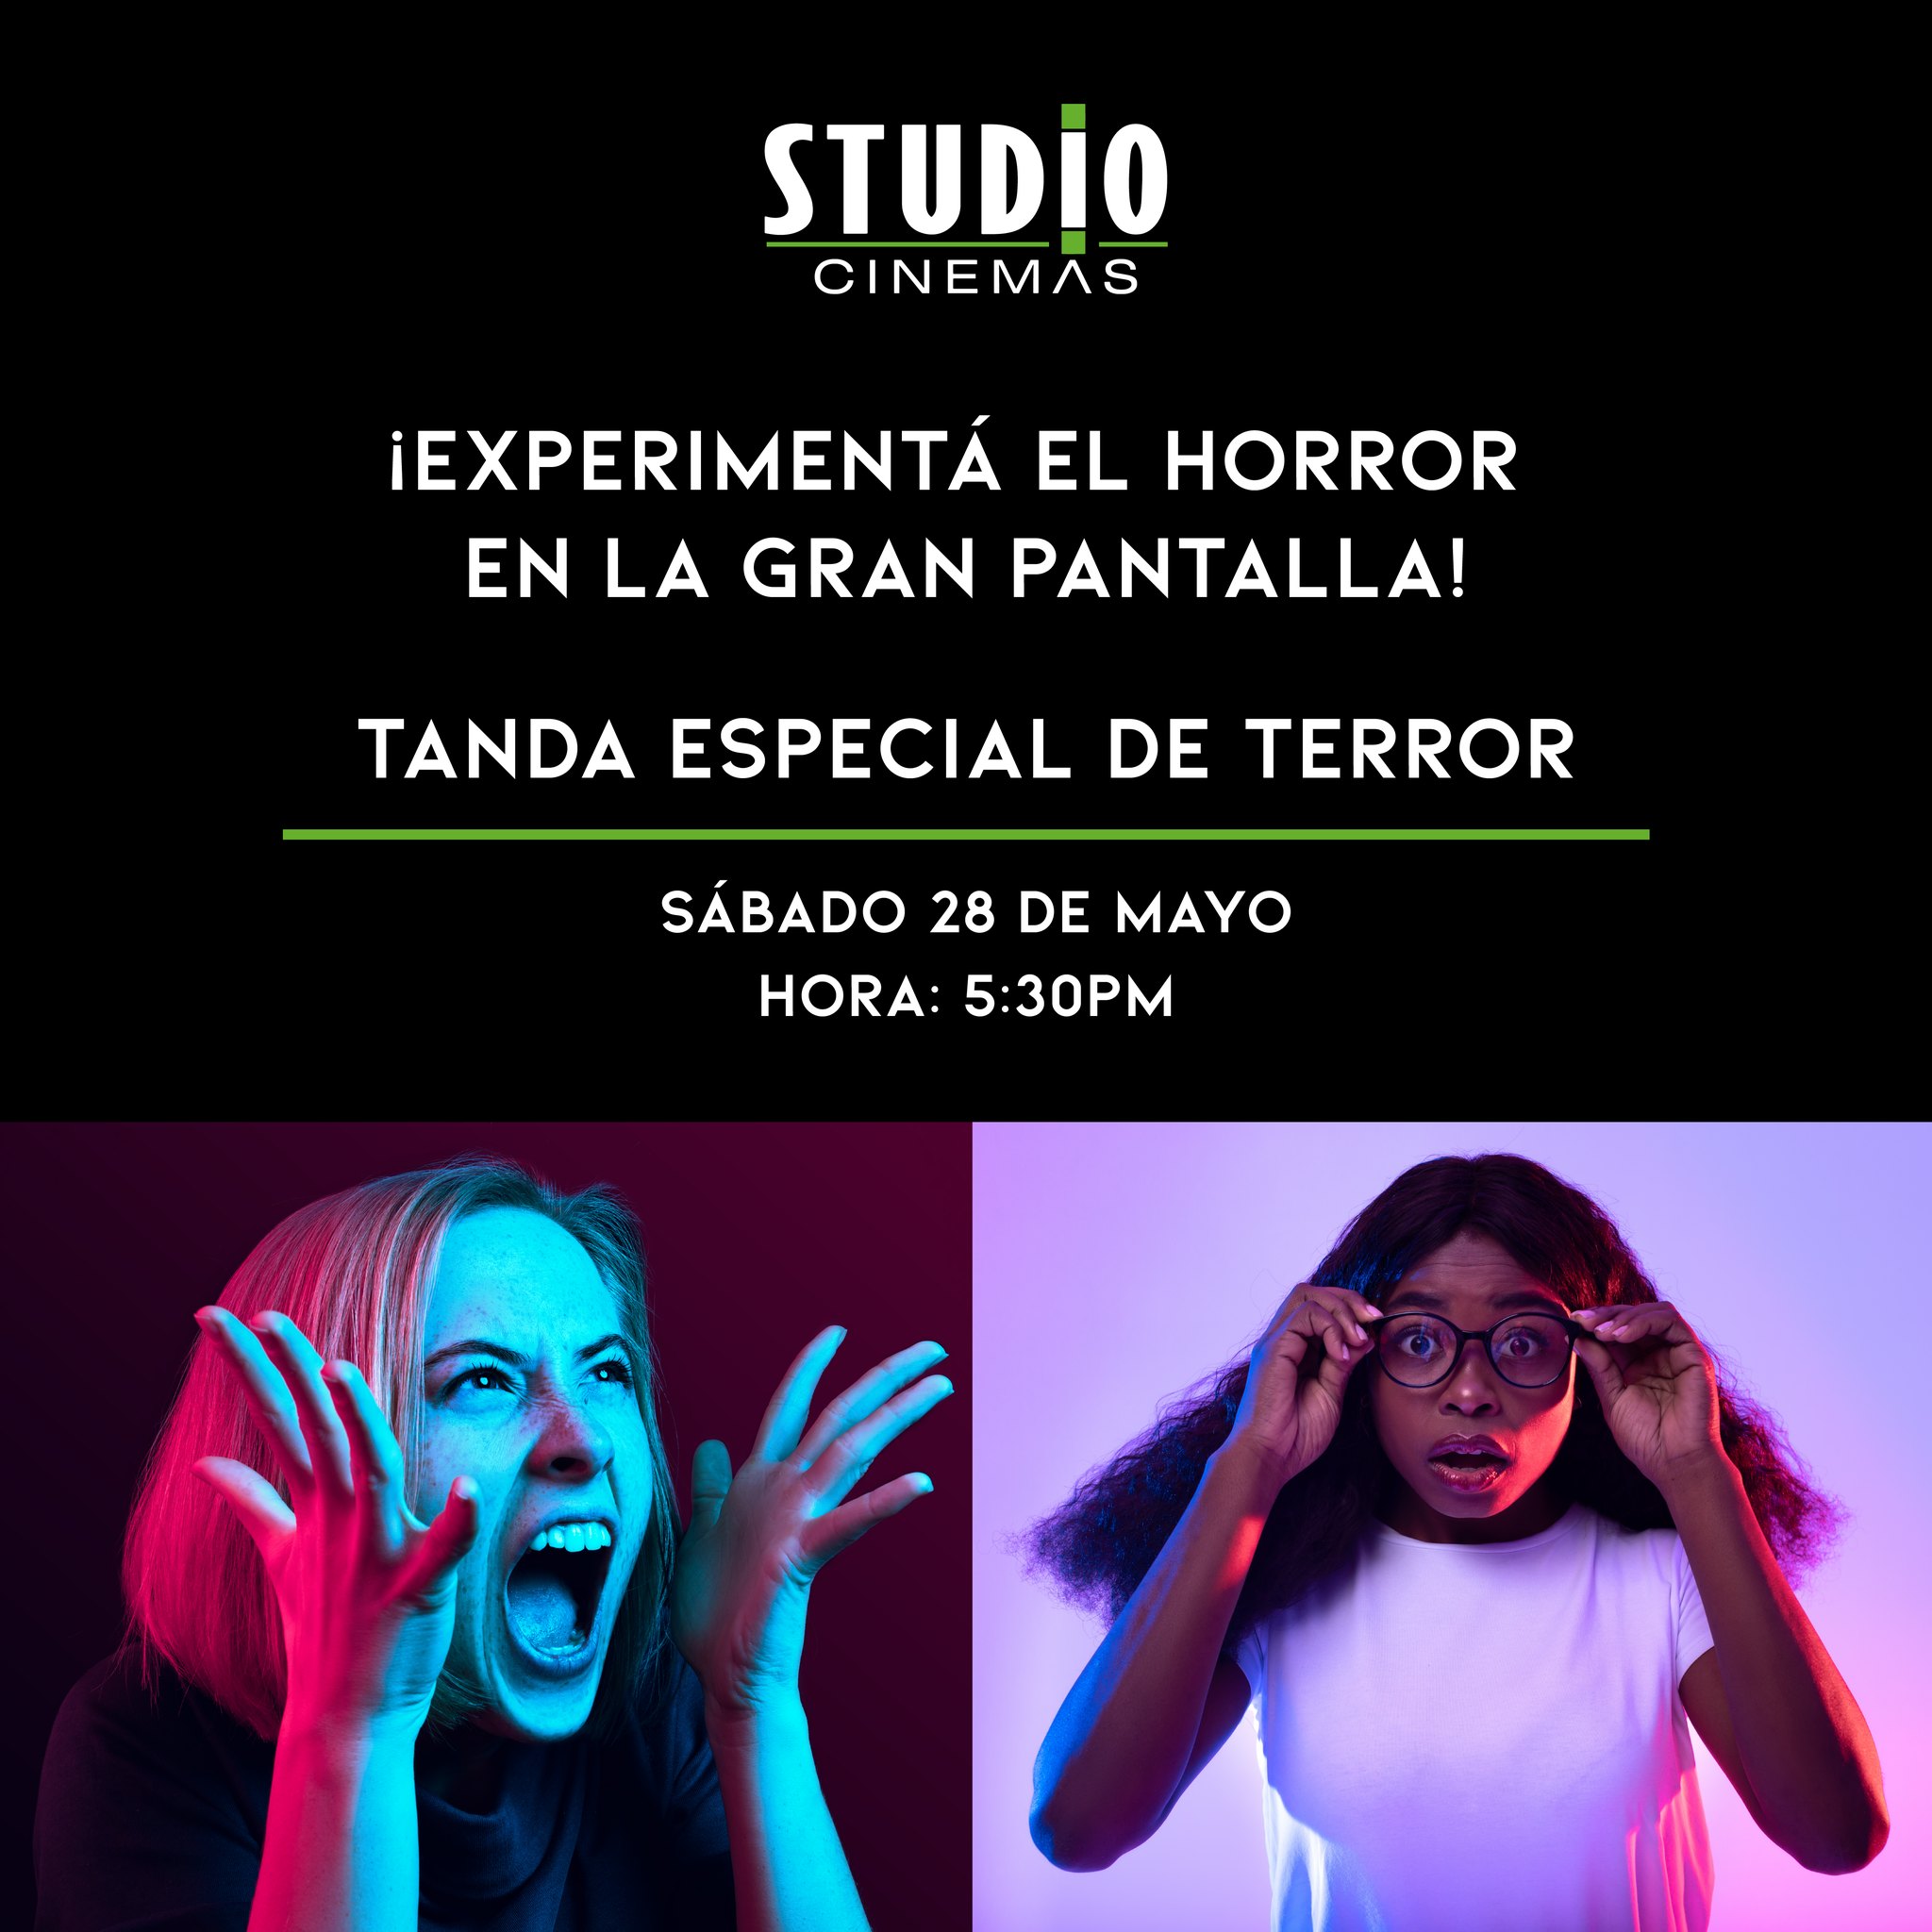 STUDIO
CINEMAS
¡EXPERIMENTÁ EL HORROR
EN LA GRAN PANTALLA!
TANDA ESPECIAL DE TERROR
SÁBADO 28 DE MAYO
HORA: 5:30PM